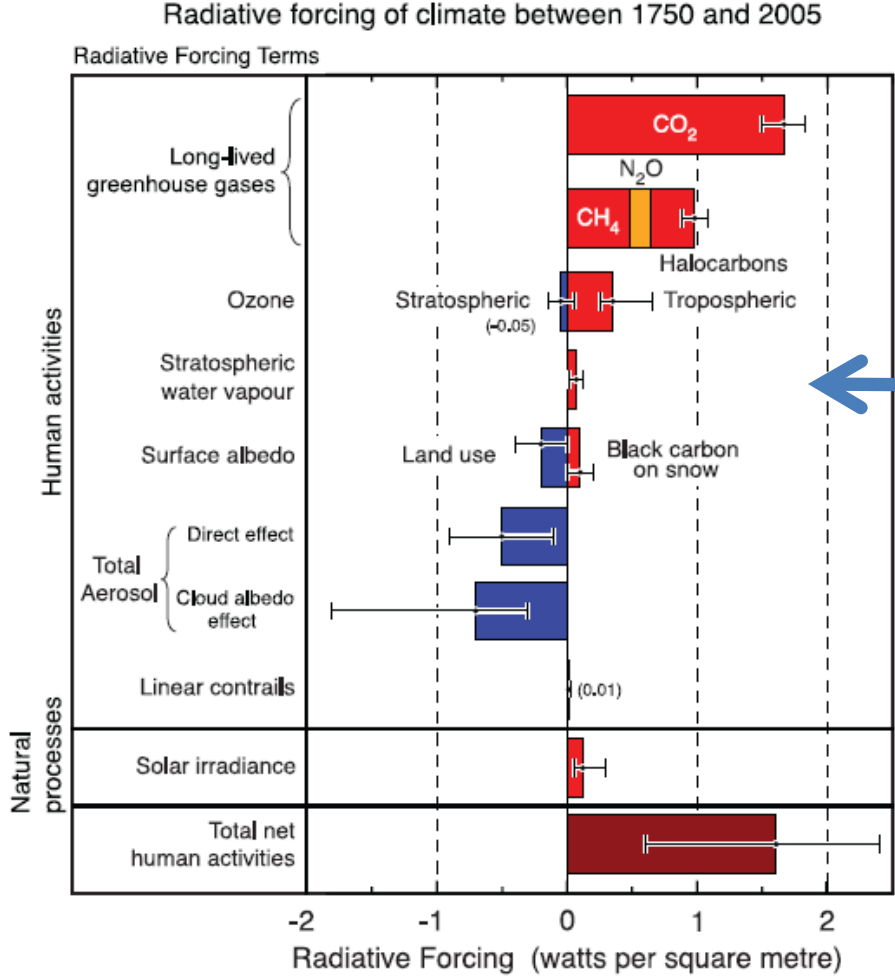 Radiative forcing of climate between 1750 and 2005
Radiative Forcing Terms
CO2
Long-lived
greenhouse gases
N2O
CH4
Halocarbons
Ozone
Stratospheric
(-0.05)
Tropospheric
Stratospheric
water vapour
Human activities
Surface albedo
Land use
Black carbon
on snow
Total
Aerosol
Direct effect
Cloud albedo
effect
Linear contrails
(0.01)
Natural
processes
Solar irradiance
Total net
human activities
-2 -1 0 1 2
Radiative Forcing (watts per square metre)